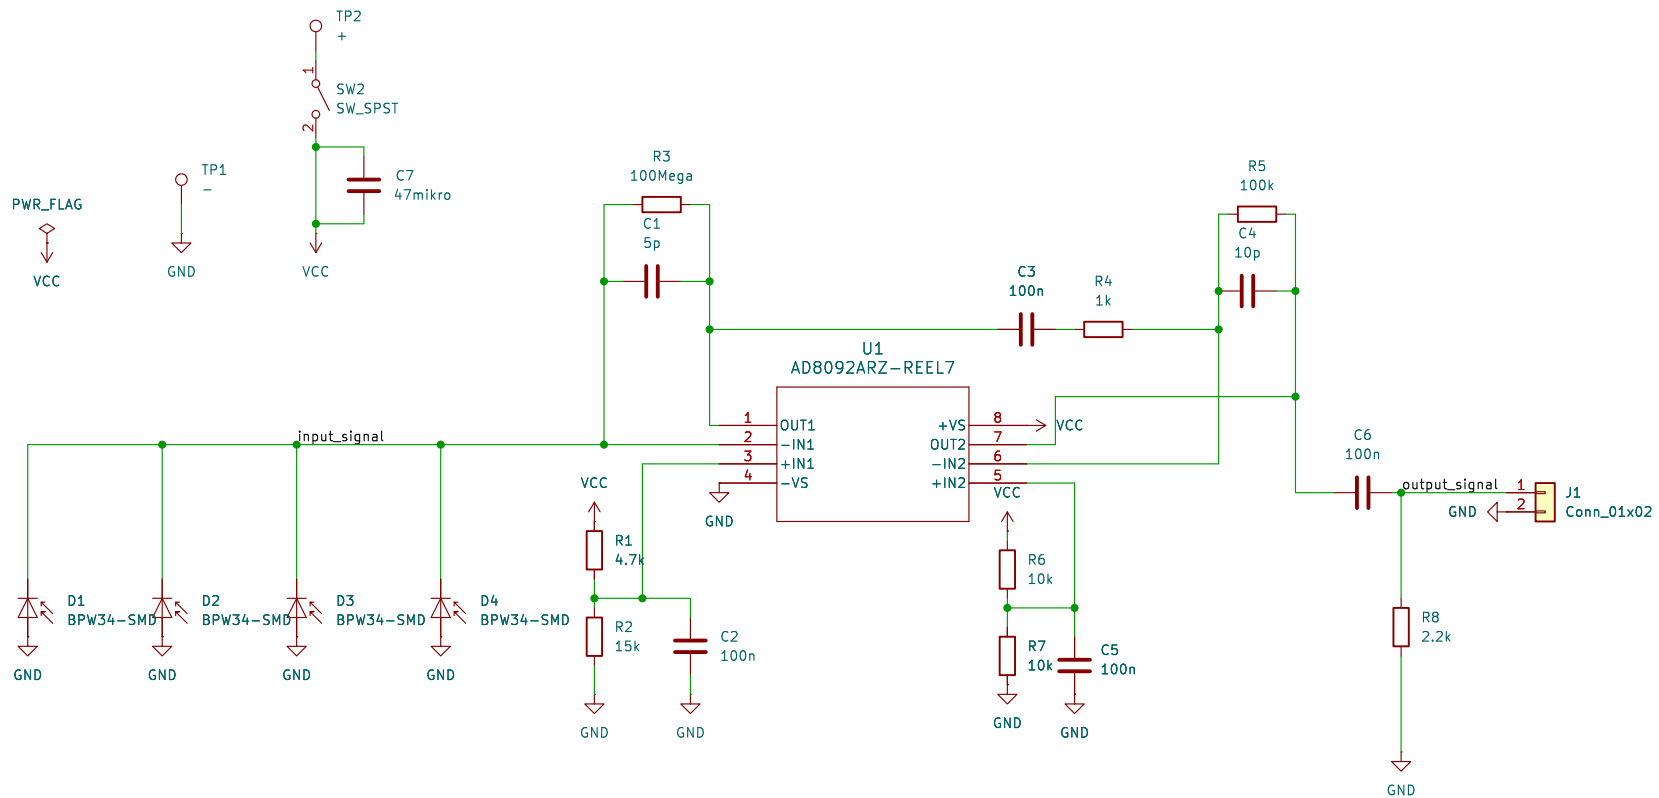 TP2
+
1
SW2
SW_SPST
2
C7
47mikro
TP1
-
PWR_FLAG
VCC
GND
VCC
R3
100Mega
C1
5p
R5
100k
C4
10p
C3
100n
R4
1k
U1
AD8092ARZ-REEL7
1 OUT1
2 -IN1
3 +IN1
4 -VS
+VS 8
OUT2 7
-IN2 6
+IN2 5
VCC
input_signal
GND
VCC
R1
4.7k
R2
15k
C2
100n
GND
GND
VCC
R6
10k
R7
10k
C5
100n
GND
GND
C6
100n
output_signal
1
2
GND
J1
Conn_01x02
R8
2.2k
GND
D1
BPW34-SMD
GND
D2
BPW34-SMD
GND
D3
BPW34-SMD
GND
D4
BPW34-SMD
GND